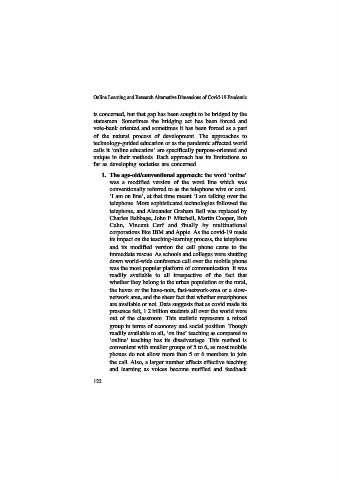 Online Learning and Research Alternative Dimensions of Covid-19 Pandemic
is concerned, but that gap has been sought to be bridged by the
statesmen. Sometimes the bridging act has been forced and
vote-bank oriented and sometimes it has been forced as a part
of the natural process of development. The approaches to
technology-guided education or as the pandemic affected world
calls it 'online education' are specifically purpose-oriented and
unique in their methods. Each approach has its limitations so
far as developing societies are concerned.
1. The age-old/conventional approach: the word 'online'
was a modified version of the word line which was
conventionally referred to as the telephone wire or cord.
'I am on line', at that time meant 'I am talking over the
telephone. More sophisticated technologies followed the
telephone, and Alexander Graham Bell was replaced by
Charles Babbage, John F. Mitchell, Martin Cooper, Bob
Cahn, Vincent Cerf and finally by multinational
corporations like IBM and Apple. As the covid-19 made
its impact on the teaching-learning process, the telephone
and its modified version the cell phone came to the
immediate rescue. As schools and colleges were shutting
down world-wide conference call over the mobile phone
was the most popular platform of communication. It was
readily available to all irrespective of the fact that
whether they belong to the urban population or the rural,
the haves or the have-nots, fast-network-area or a slow-
network area, and the sheer fact that whether smartphones
are available or not. Data suggests that as covid made its
presence felt, 1.2 billion students all over the world were
out of the classroom. This statistic represents a mixed
group in terms of economy and social position. Though
readily available to all, 'on line' teaching as compared to
'online' teaching has its disadvantage. This method is
convenient with smaller groups of 5 to 6, as most mobile
phones do not allow more than 5 or 6 members to join
the call. Also, a larger number affects effective teaching
and learning as voices become muffled and feedback
122